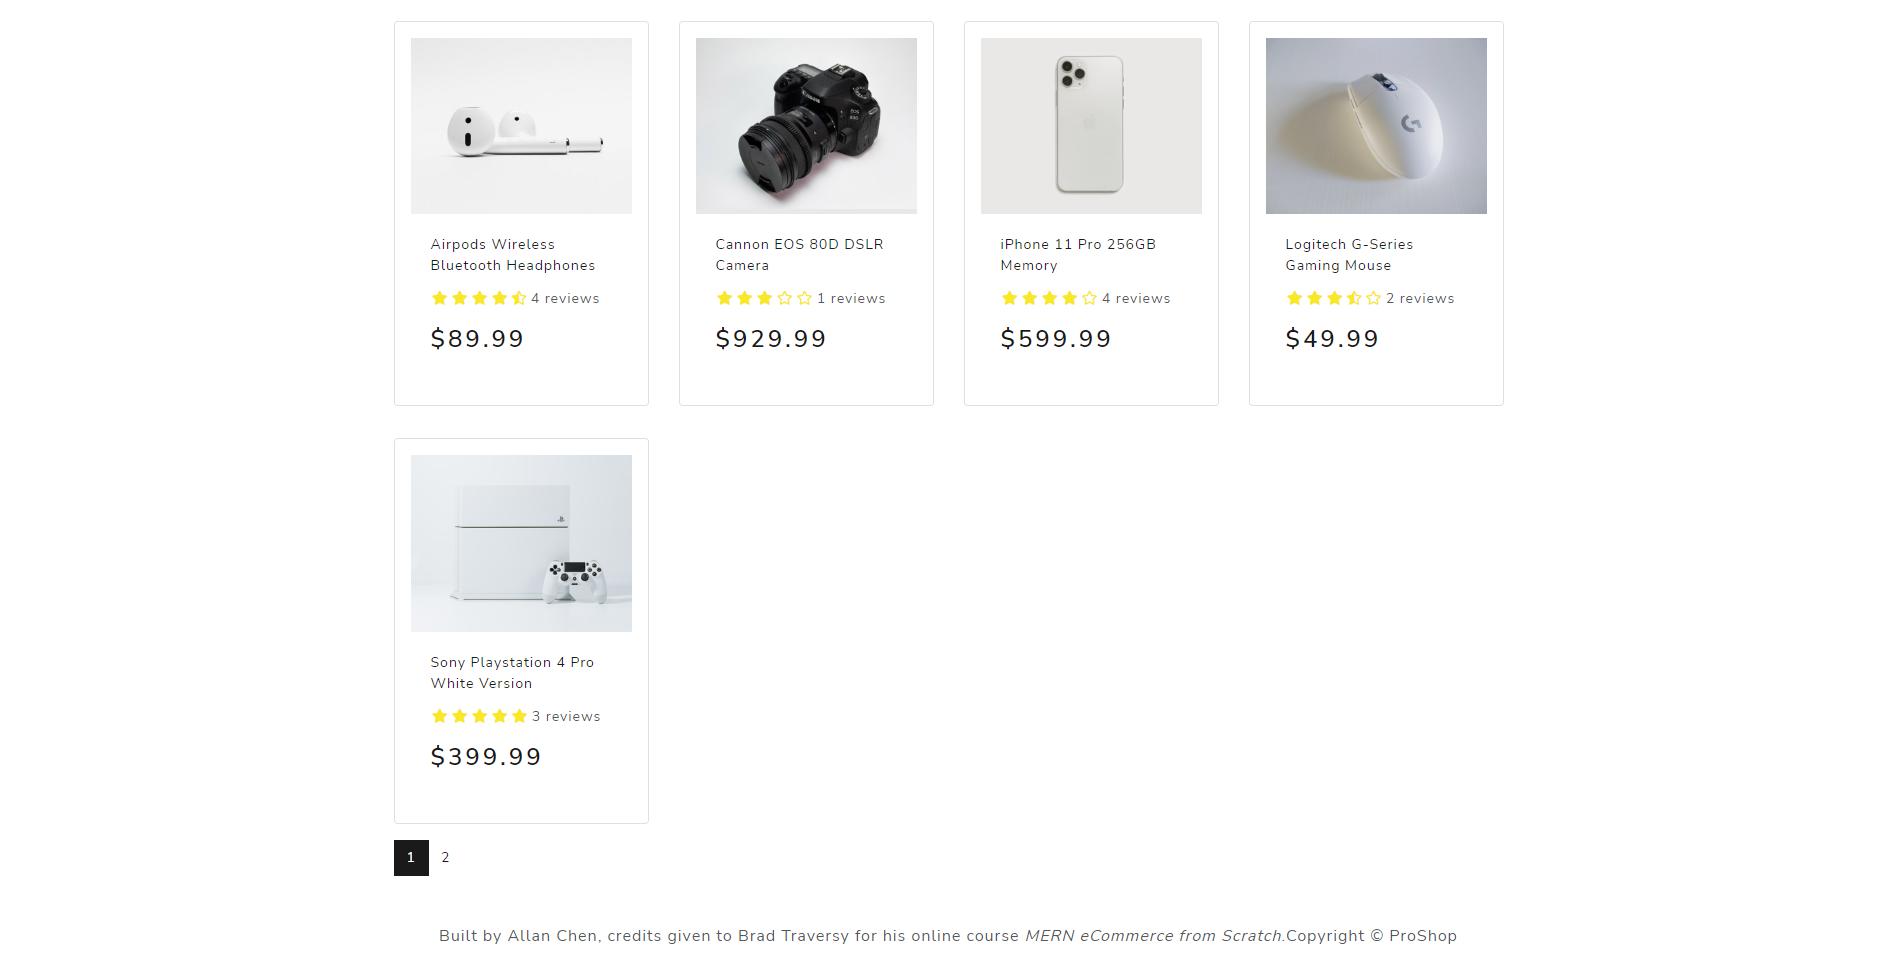 Airpods Wireless
Bluetooth Headphones
4 reviews
$89.99
Canon
EOS
80D
Cannon EOS 80D DSLR
Camera
1 reviews
$929.99
iPhone 11 Pro 256GB
Memory
4 reviews
$599.99
G
Logitech G-Series
Gaming Mouse
2 reviews
$49.99
Sony Playstation 4 Pro
White Version
3 reviews
$399.99
1 2
Built by Allan Chen, credits given to Brad Traversy for his online course MERN eCommerce from Scratch.Copyright © ProShop